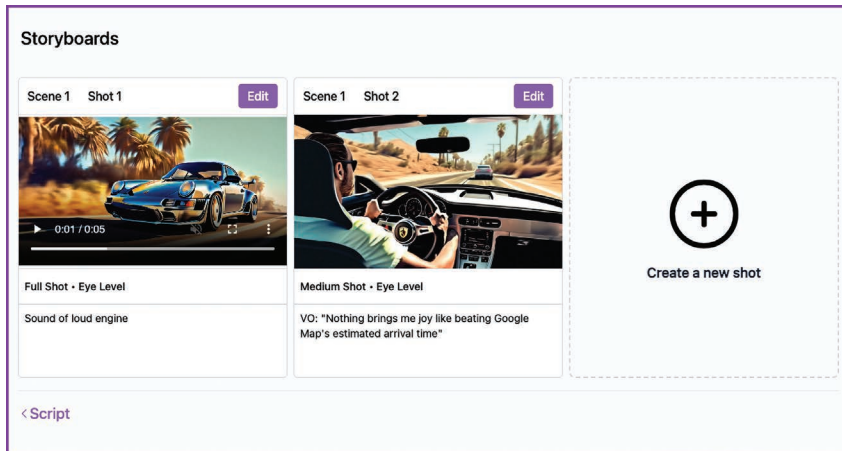 Storyboards
Scene 1 Shot 1 Edit
0:01 / 0:05
Full Shot • Eye Level
Sound of loud engine
Scene 1 Shot 2 Edit
Medium Shot • Eye Level
VO: "Nothing brings me joy like beating Google
Map's estimated arrival time"
Create a new shot
< Script